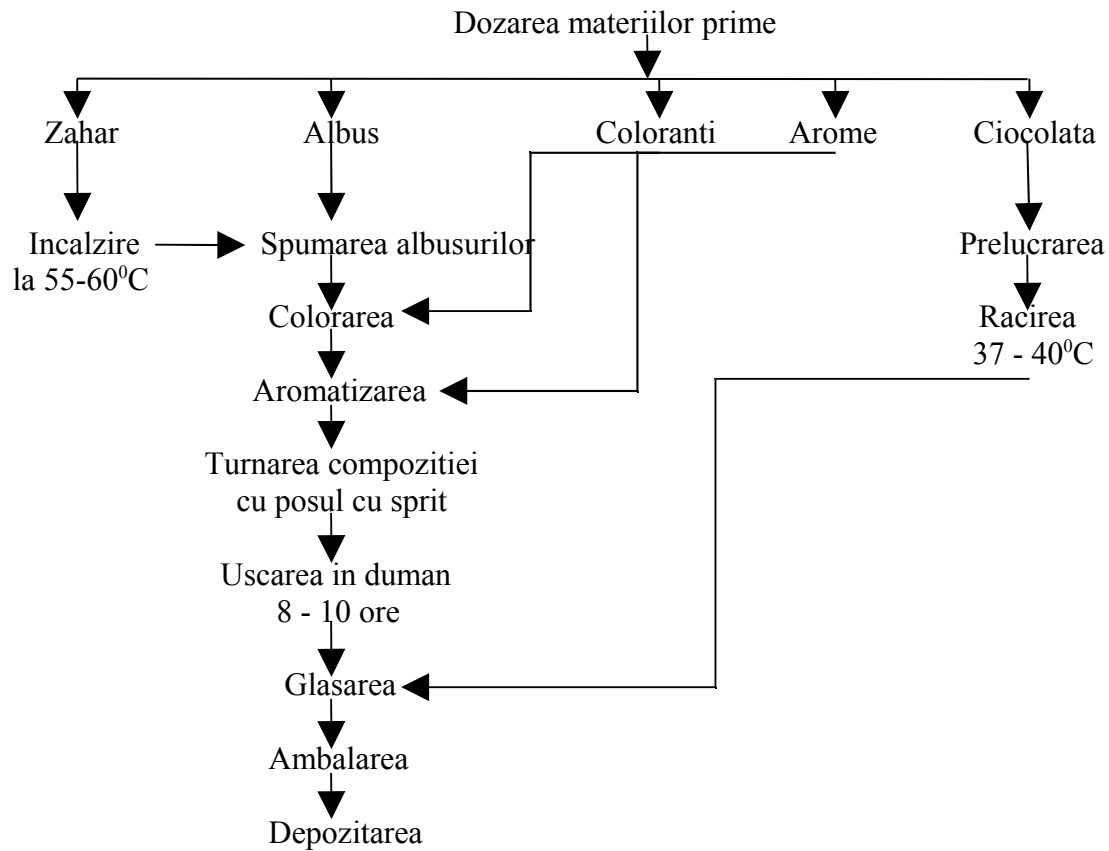 Dozarea materiilor prime
Zahar
Albus
Coloranti
Arome
Ciocolata
Incalzire
la 55-60⁰C
Spumarea albusurilor
Prelucrarea
Colorarea
Racirea
37 - 40⁰C
Aromatizarea
Turnarea compozitiei
cu posul cu sprit
Uscarea in duman
8 - 10 ore
Glasarea
Ambalarea
Depozitarea